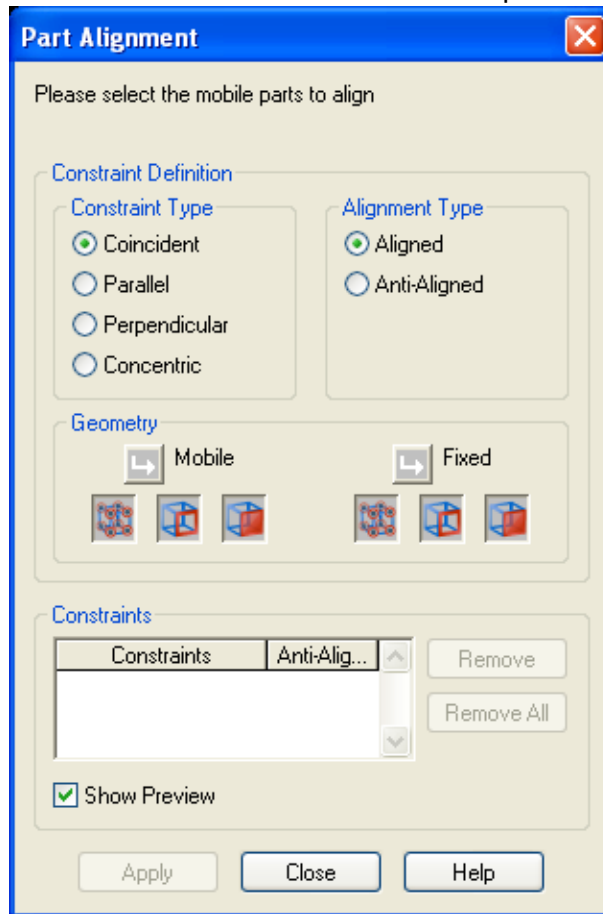 Part Alignment
Please select the mobile parts to align
Constraint Definition
Constraint Type
Coincident
Parallel
Perpendicular
Concentric
Alignment Type
Aligned
Anti-Aligned
Geometry
Mobile
Fixed
Constraints
Constraints Anti-Alig...
Remove
Remove All
Show Preview
Apply Close Help